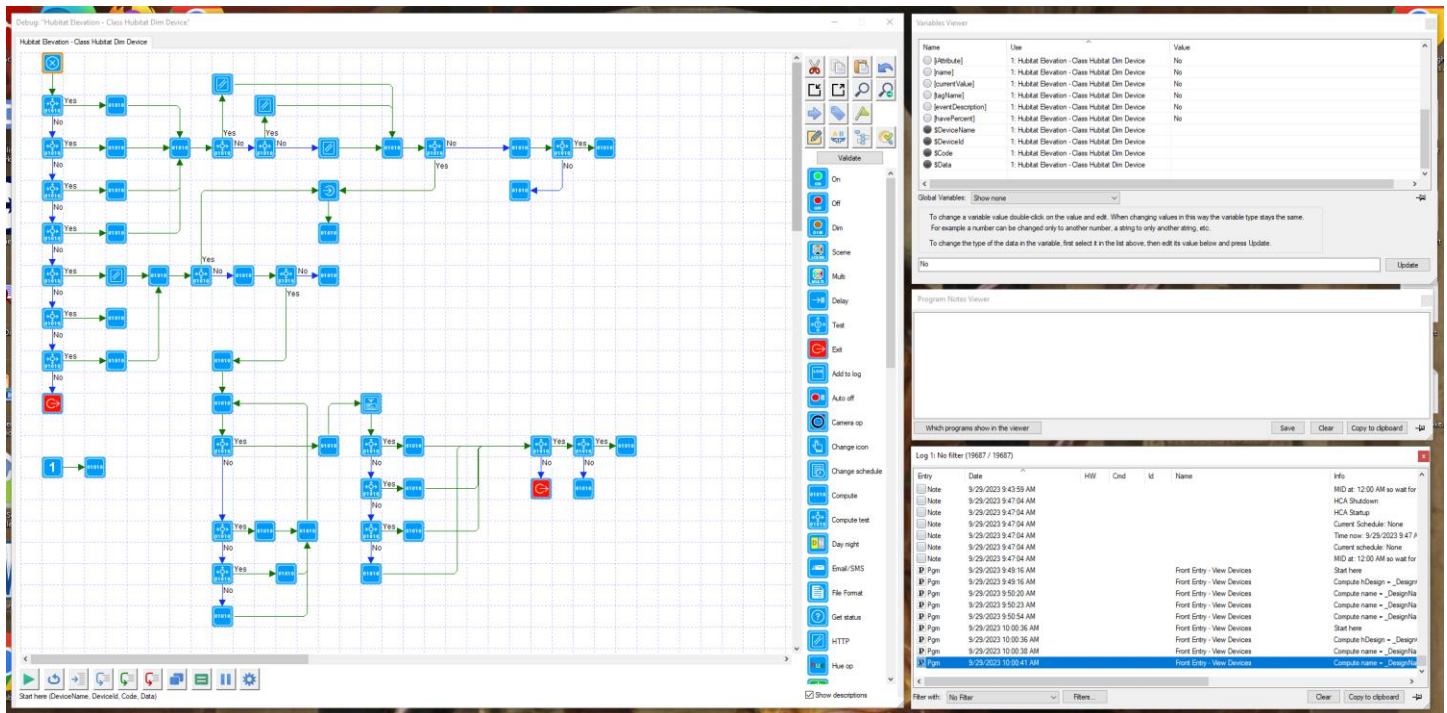 Debug: "Hubitat Elevation - Class Hubitat Dim Device"
Hubitat Elevation - Class Hubitat Dim Device
Yes
No
Yes
No
Yes
No
Yes
No
Yes
No
Yes
No
Yes
No
Yes
No
Yes
No
No
Yes
Yes
No
Yes
No
No
Yes
Yes
No
Yes
No
Yes
No
Yes
No
Yes
No
Yes
No
Yes
No
Yes
No
1
Validate
On
Off
Dim
Scene
Multi
Delay
Test
Exit
Add to log
Auto off
Camera op
Change icon
Change schedule
Compute
Compute test
Day night
Email/SMS
File Format
Get status
HTTP
Hue op
Show descriptions
Start here (DeviceName, DeviceId, Code, Data)
Variables Viewer
Name Use Value
[iAttribute] 1: Hubitat Elevation - Class Hubitat Dim Device No
[name] 1: Hubitat Elevation - Class Hubitat Dim Device No
[currentValue] 1: Hubitat Elevation - Class Hubitat Dim Device No
[tagName] 1: Hubitat Elevation - Class Hubitat Dim Device No
[eventDescription] 1: Hubitat Elevation - Class Hubitat Dim Device No
[havePercent] 1: Hubitat Elevation - Class Hubitat Dim Device No
$DeviceName 1: Hubitat Elevation - Class Hubitat Dim Device
$DeviceId 1: Hubitat Elevation - Class Hubitat Dim Device
$Code 1: Hubitat Elevation - Class Hubitat Dim Device
$Data 1: Hubitat Elevation - Class Hubitat Dim Device
Global Variables: Show none
To change a variable value double-click on the value and edit. When changing values in this way the variable type stays the same.
For example a number can be changed only to another number, a string to only another string, etc.
To change the type of the data in the variable, first select it in the list above, then edit its value below and press Update.
No Update
Program Notes Viewer
Which programs show in the viewer Save Clear Copy to clipboard
Log 1: No filter (19687 / 19687)
Entry Date HW Cmd Id Name Info
Note 9/29/2023 9:43:59 AM MID at: 12:00 AM so wait for
Note 9/29/2023 9:47:04 AM HCA Shutdown
Note 9/29/2023 9:47:04 AM HCA Startup
Note 9/29/2023 9:47:04 AM Current Schedule: None
Note 9/29/2023 9:47:04 AM Time now: 9/29/2023 9:47 A
Note 9/29/2023 9:47:04 AM Current schedule: None
Note 9/29/2023 9:47:04 AM MID at: 12:00 AM so wait for
Pgm 9/29/2023 9:49:16 AM Front Entry - View Devices Start here
Pgm 9/29/2023 9:49:16 AM Front Entry - View Devices Compute hDesign = _Design
Pgm 9/29/2023 9:50:20 AM Front Entry - View Devices Compute name = _DesignNa
Pgm 9/29/2023 9:50:23 AM Front Entry - View Devices Compute name = _DesignNa
Pgm 9/29/2023 9:50:54 AM Front Entry - View Devices Compute name = _DesignNa
Pgm 9/29/2023 10:00:36 AM Front Entry - View Devices Start here
Pgm 9/29/2023 10:00:36 AM Front Entry - View Devices Compute hDesign = _Design
Pgm 9/29/2023 10:00:38 AM Front Entry - View Devices Compute name = _DesignNa
Pgm 9/29/2023 10:00:41 AM Front Entry - View Devices Compute name = _DesignNa
Filter with: No Filter Filters... Clear Copy to clipboard